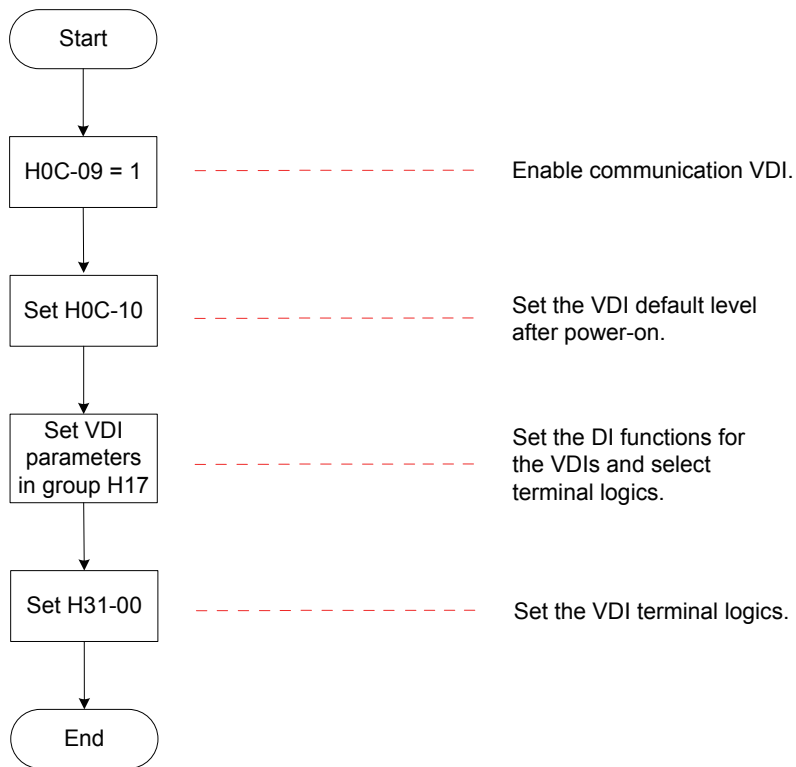 Start
H0C-09 = 1
Enable communication VDI.
Set H0C-10
Set the VDI default level
after power-on.
Set VDI
parameters
in group H17
Set the DI functions for
the VDIs and select
terminal logics.
Set H31-00
Set the VDI terminal logics.
End